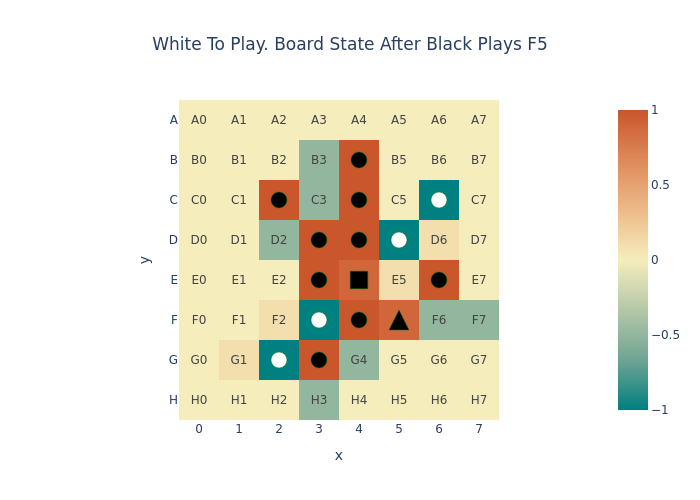 White To Play. Board State After Black Plays F5
A A0 A1 A2 A3 A4 A5 A6 A7
B B0 B1 B2 B3 B5 B6 B7
C C0 C1 C3 C5 C7
D D0 D1 D2 D6 D7
E E0 E1 E2 E5 E7
F F0 F1 F2 F6 F7
G G0 G1 G4 G5 G6 G7
H H0 H1 H2 H3 H4 H5 H6 H7
0 1 2 3 4 5 6 7
x
y
1
0.5
0
−0.5
−1